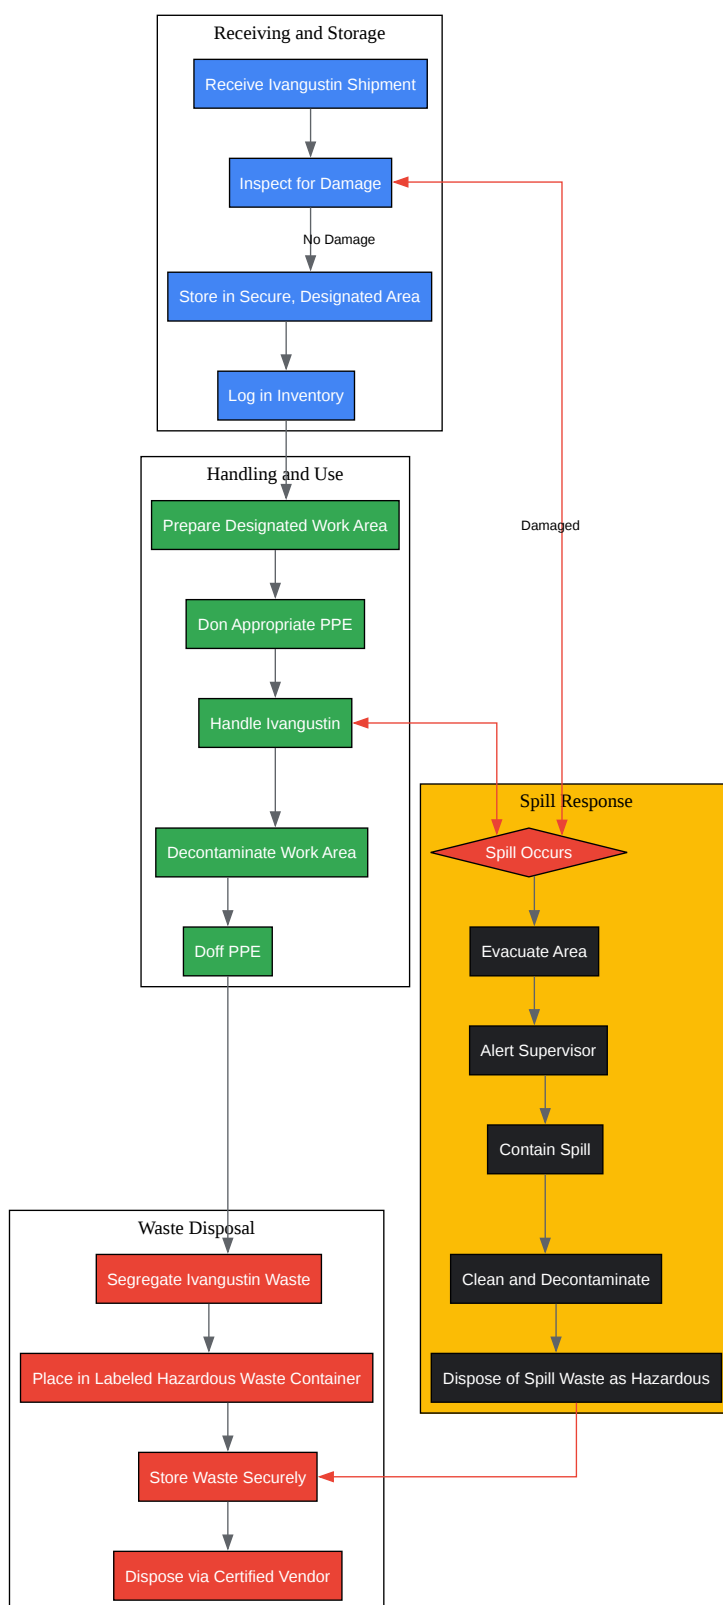 Receiving and Storage
Receive Ivangustin Shipment
Inspect for Damage
No Damage
Store in Secure, Designated Area
Log in Inventory
Handling and Use
Prepare Designated Work Area
Damaged
Don Appropriate PPE
Handle Ivangustin
Decontaminate Work Area
Doff PPE
Spill Response
Spill Occurs
Evacuate Area
Alert Supervisor
Contain Spill
Clean and Decontaminate
Dispose of Spill Waste as Hazardous
Waste Disposal
Segregate Ivangustin Waste
Place in Labeled Hazardous Waste Container
Store Waste Securely
Dispose via Certified Vendor